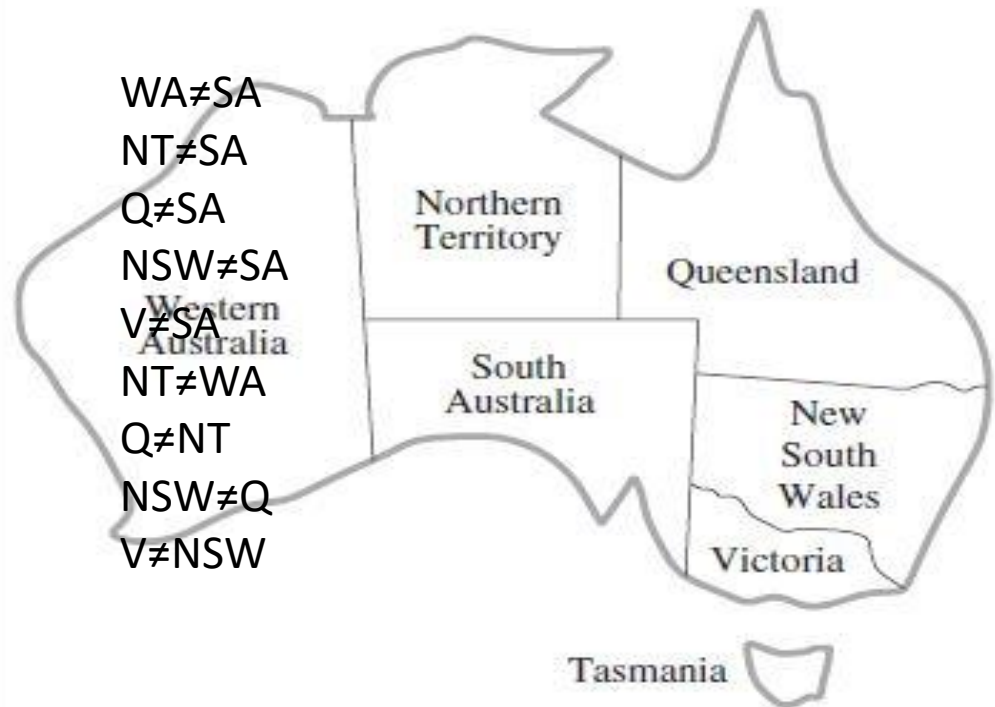 WA≠SA
NT≠SA
Q≠SA
NSW≠SA
V≠SA
NT≠WA
Q≠NT
NSW≠Q
V≠NSW
Western
Australia
Northern
Territory
Queensland
South
Australia
New
South
Wales
Victoria
Tasmania